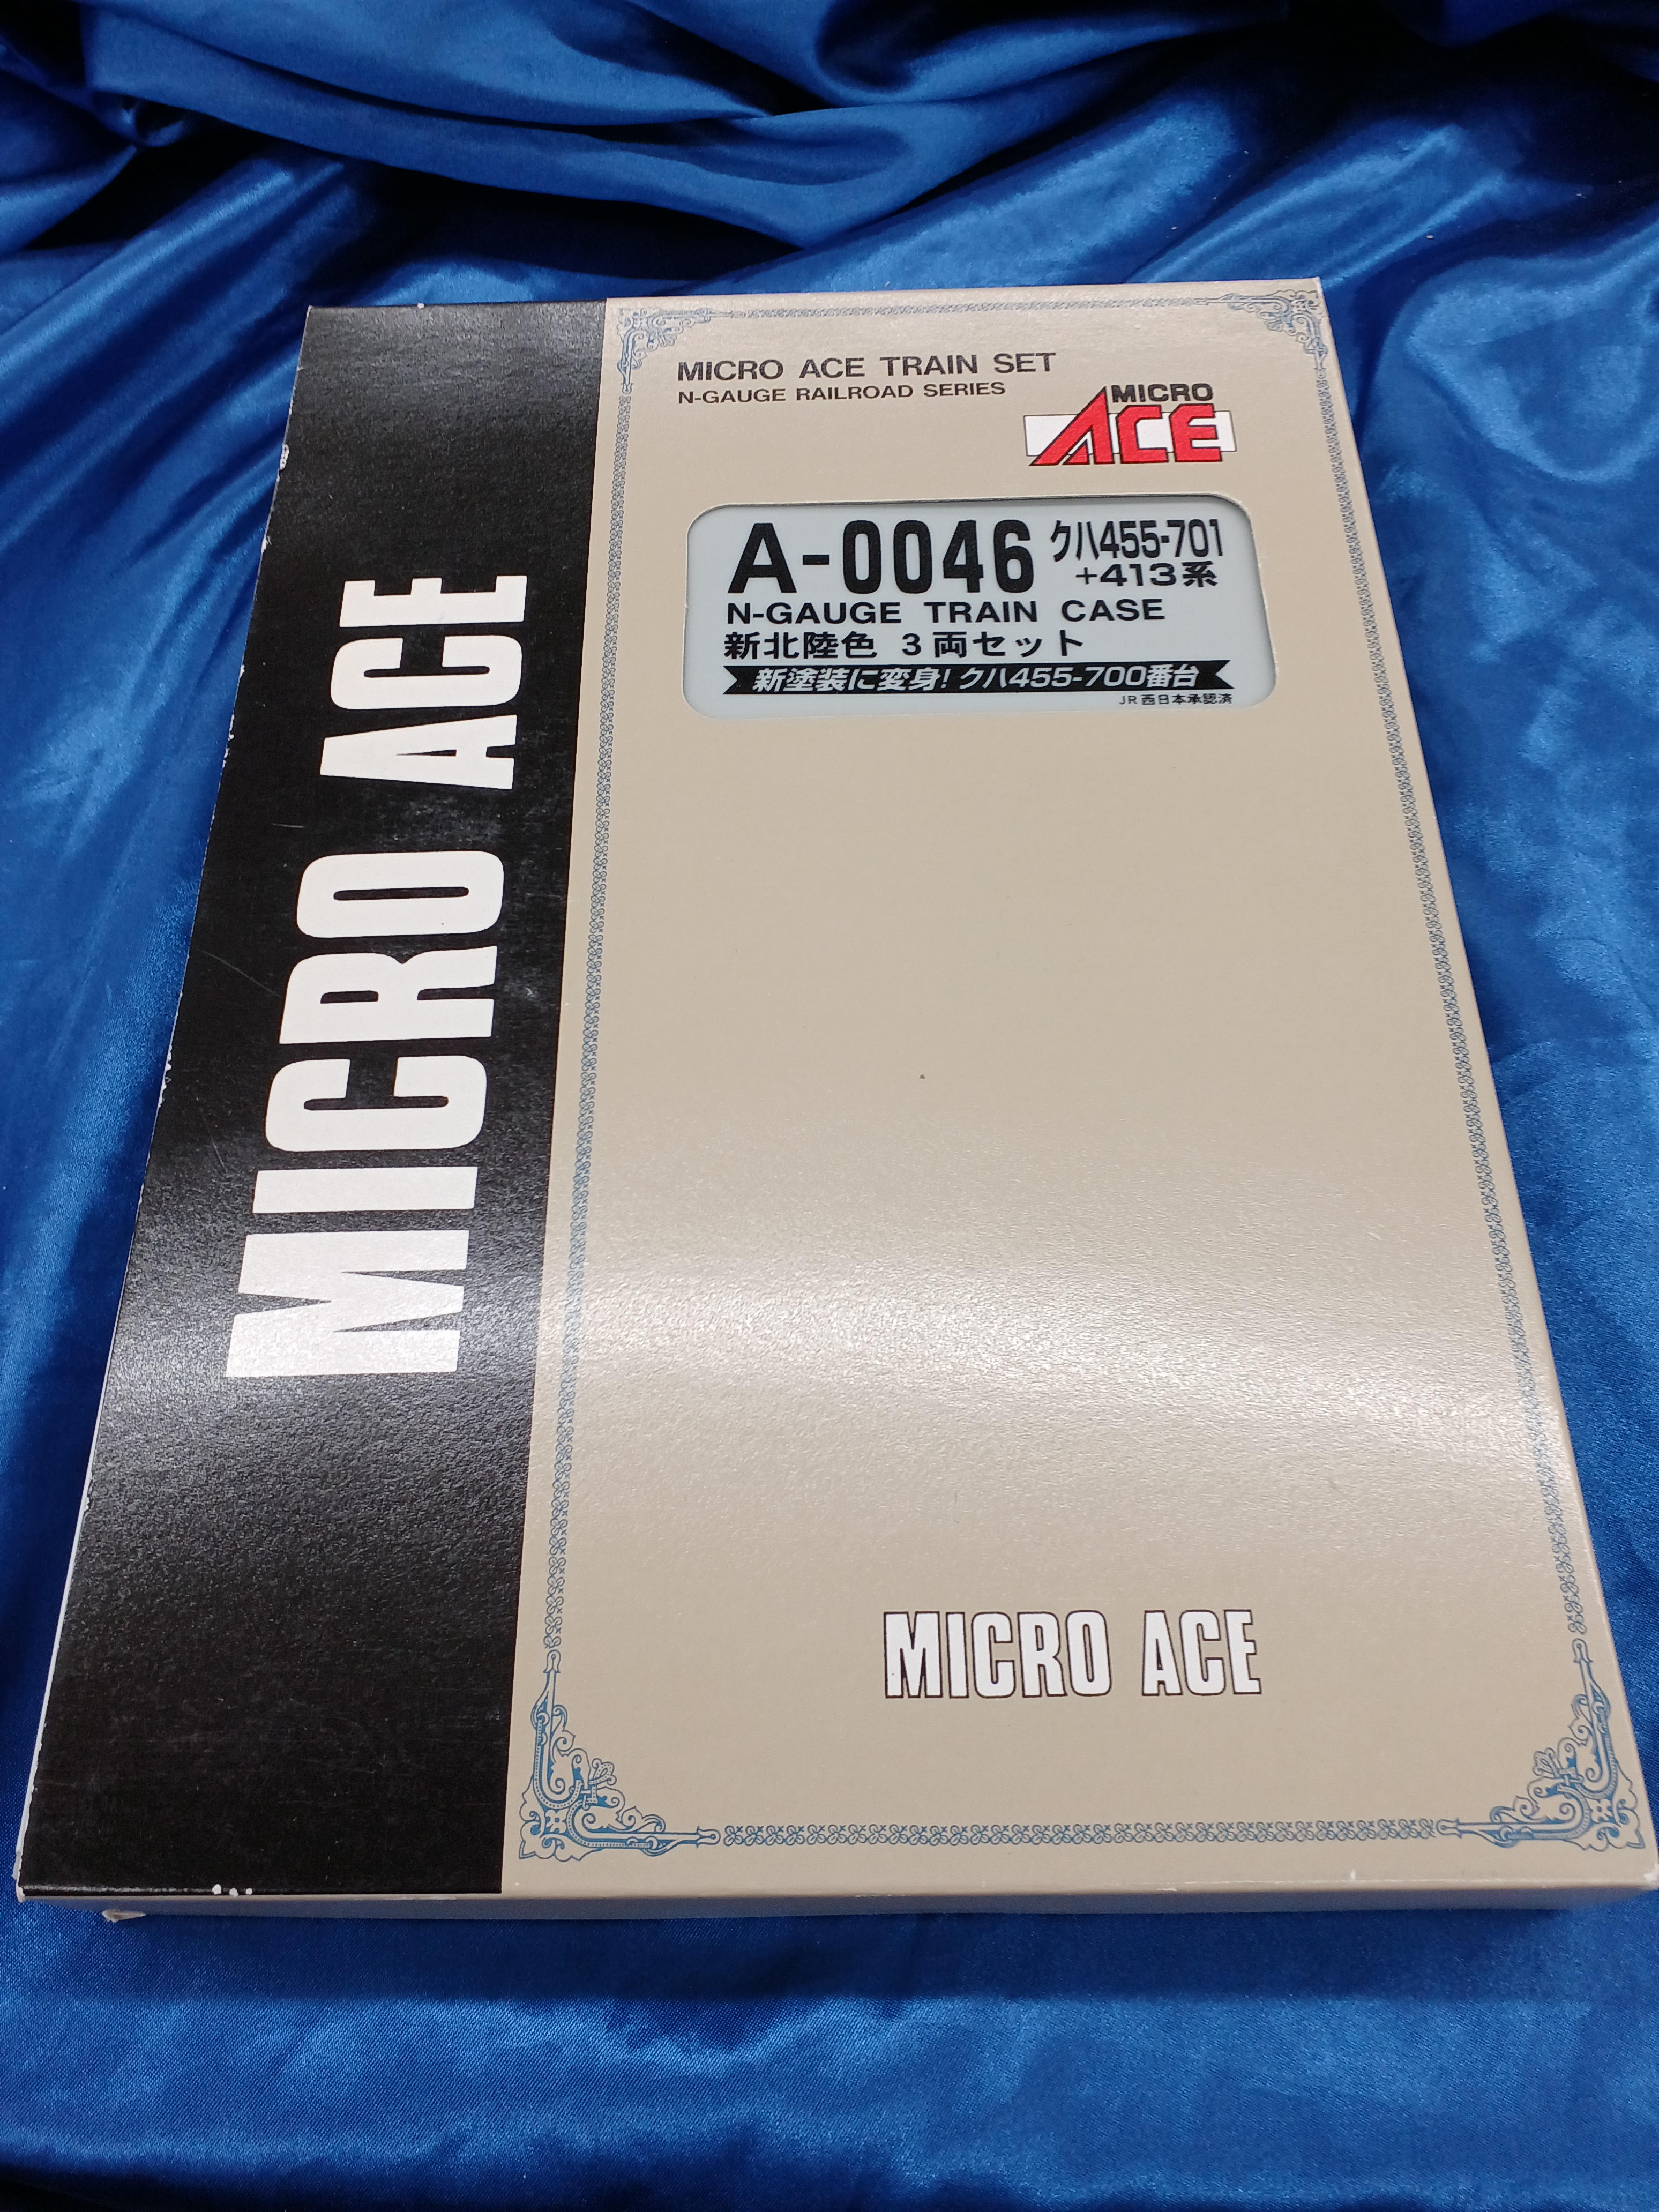 MICRO ACE
MICRO ACE TRAIN SET
N-GAUGE RAILROAD SERIES
MICRO
ACE
A-0046 クハ455-701
+413系
N-GAUGE TRAIN CASE
新北陸色 3両セット
新塗装に変身!クハ455-700番台
JR西日本承認済
MICRO ACE